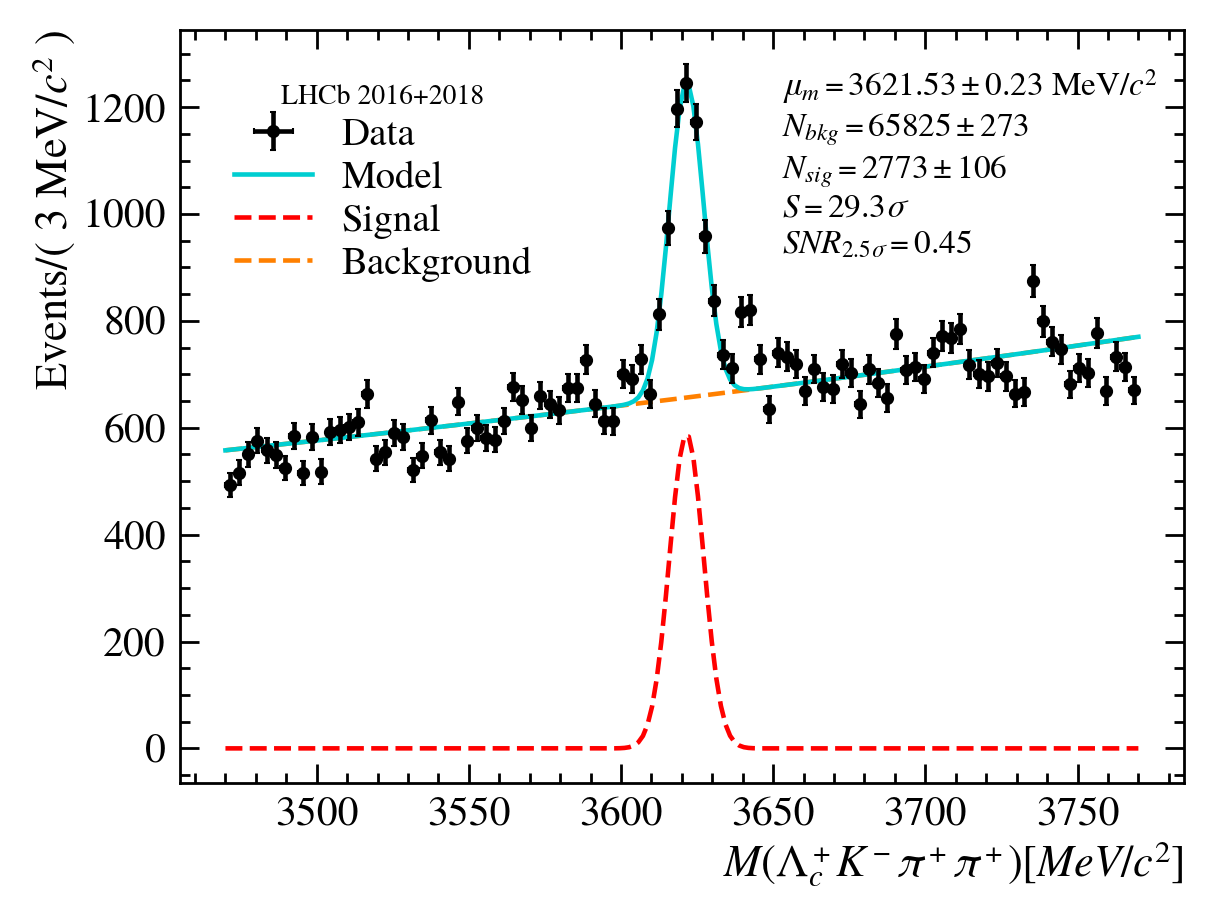 Events/( 3 MeV/c² )
1200
1000
800
600
400
200
0
LHCb 2016+2018
Data
Model
Signal
Background
μ_m = 3621.53 ± 0.23 MeV/c²
N_bkg = 65825 ± 273
N_sig = 2773 ± 106
S = 29.3σ
SNR_2.5σ = 0.45
3500 3550 3600 3650 3700 3750
M(Λ_c⁺K⁻π⁺π⁺)[MeV/c²]